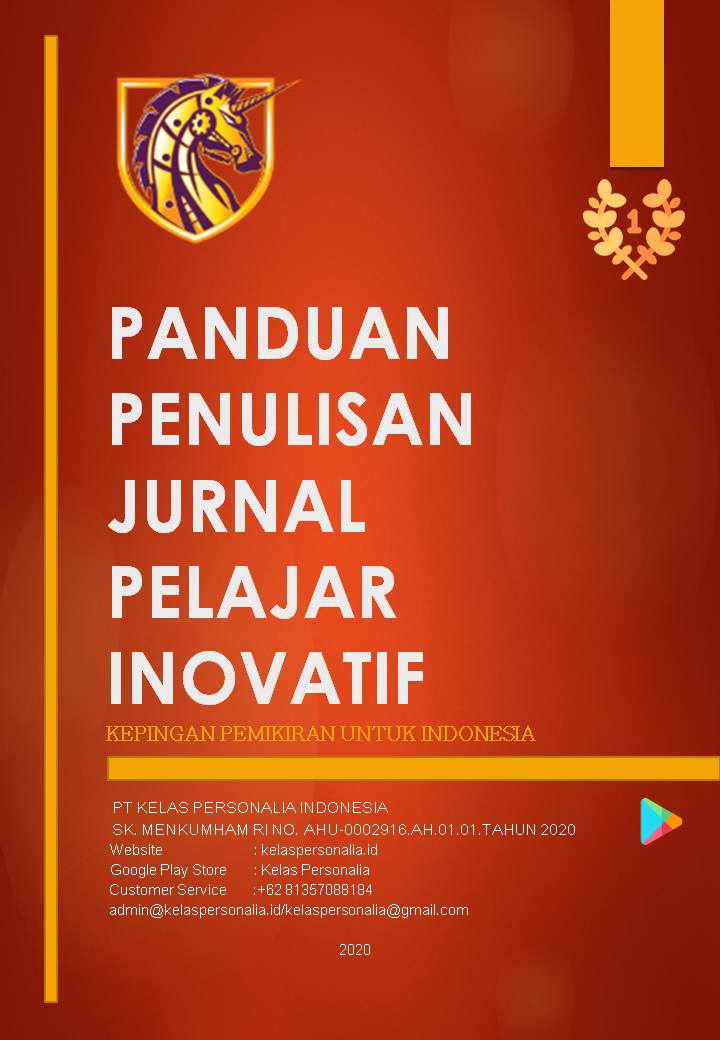 1
PANDUAN
PENULISAN
JURNAL
PELAJAR
INOVATIF
KEPINGAN PEMIKIRAN UNTUK INDONESIA
PT KELAS PERSONALIA INDONESIA
SK. MENKUMHAM RI NO. AHU-0002916.AH.01.01.TAHUN 2020
Website : kelaspersonalia.id
Google Play Store : Kelas Personalia
Customer Service :+62 81357088184
admin@kelaspersonalia.id/kelaspersonalia@gmail.com
2020